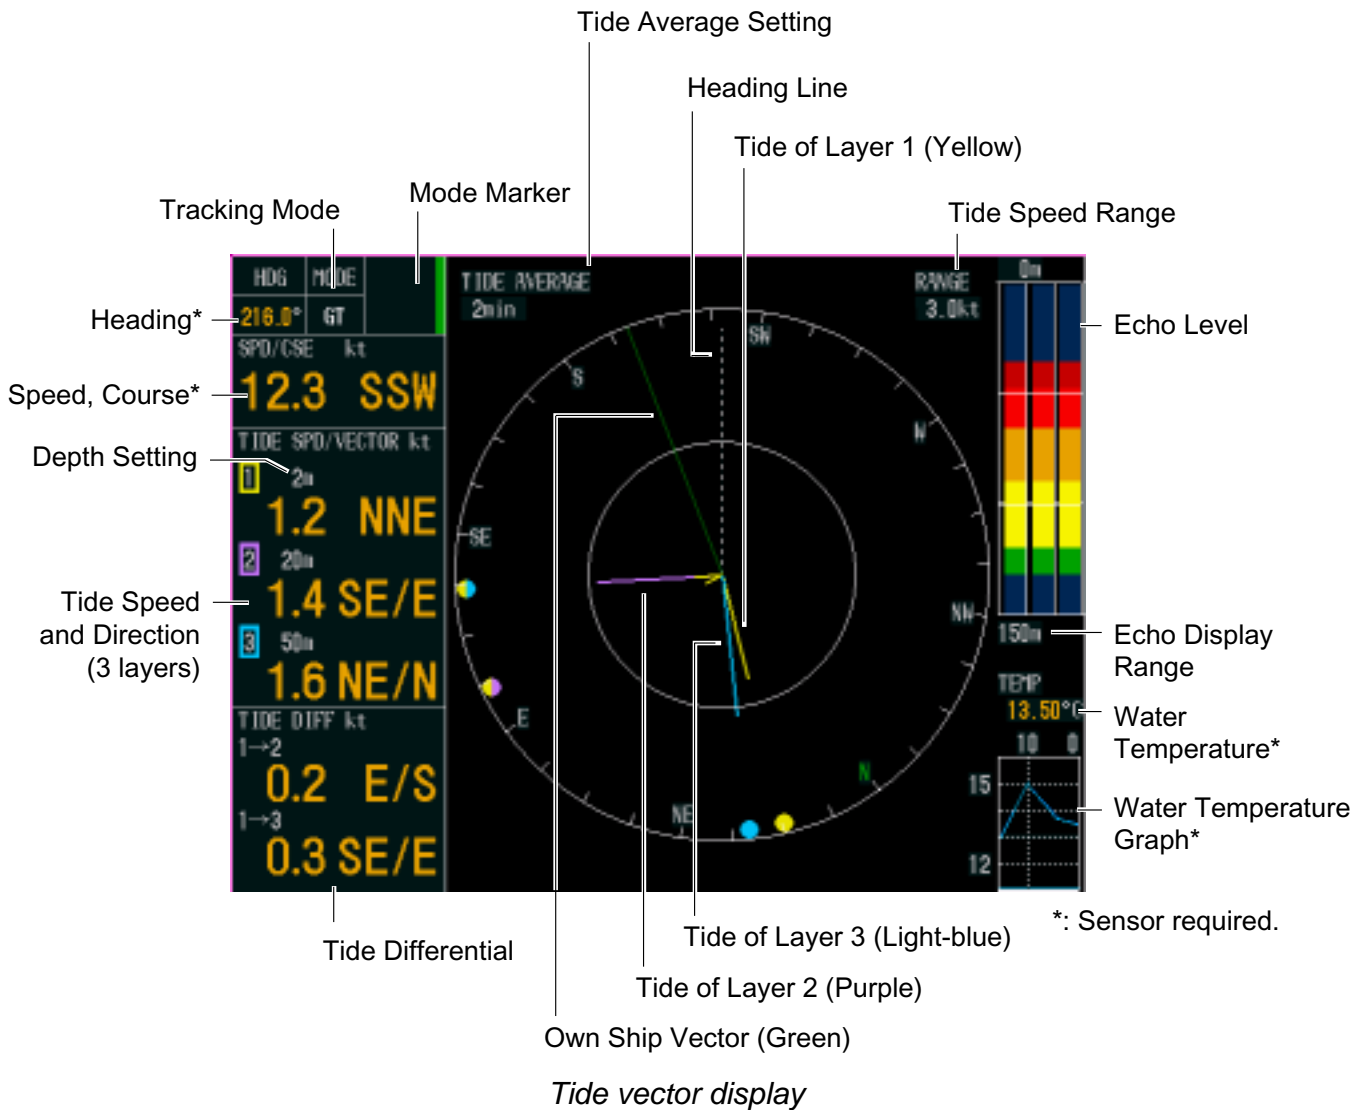 Tide Average Setting
Heading Line
Tide of Layer 1 (Yellow)
Mode Marker
Tracking Mode
Tide Speed Range
HDG MODE
216.0° GT
TIDE AVERAGE
2min
RANGE
3.0kt
0m
Heading*
Echo Level
SPD/CSE kt
12.3 SSW
Speed, Course*
TIDE SPD/VECTOR kt
Depth Setting
1 2m
1.2 NNE
2 20m
1.4 SE/E
3 50m
1.6 NE/N
Tide Speed
and Direction
(3 layers)
TIDE DIFF kt
1→2
0.2 E/S
1→3
0.3 SE/E
SW
S
W
SE
NW
E
N
NE
150m
Echo Display
Range
TEMP
13.50°C
Water
Temperature*
10 0
15
12
Water Temperature
Graph*
*: Sensor required.
Tide Differential
Tide of Layer 3 (Light-blue)
Tide of Layer 2 (Purple)
Own Ship Vector (Green)
Tide vector display